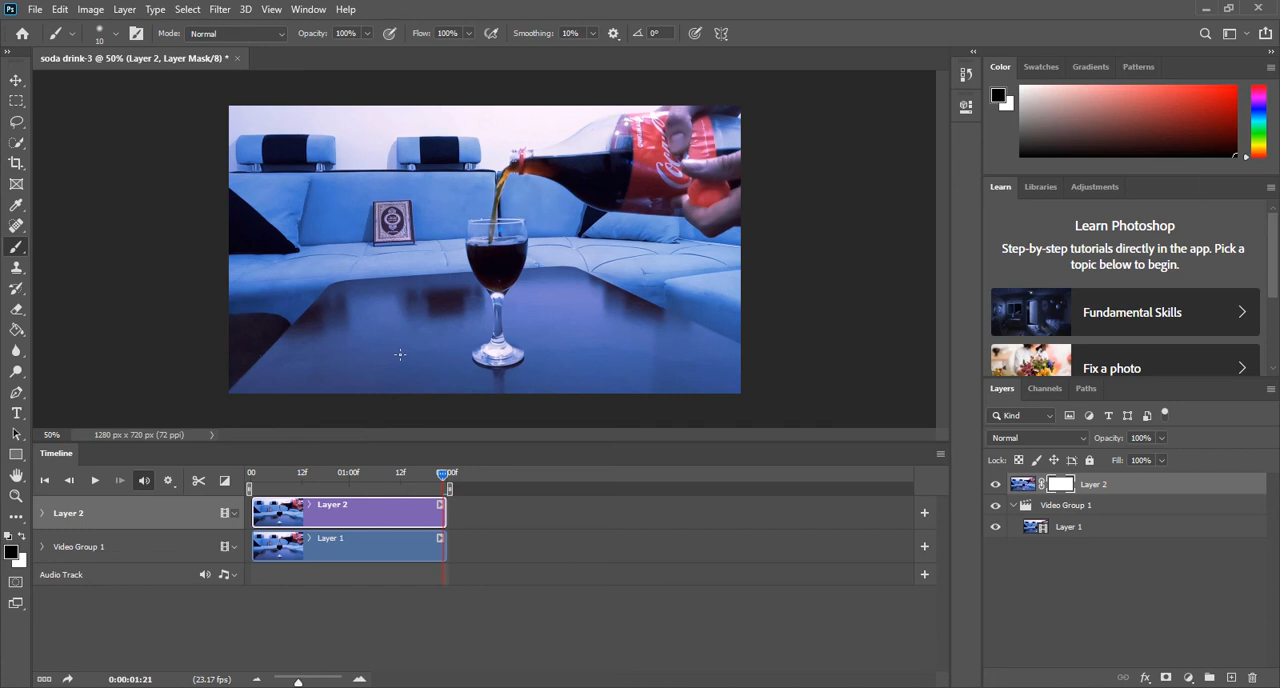 Ps File Edit Image Layer Type Select Filter 3D View Window Help
10 Mode: Normal Opacity: 100% Flow: 100% Smoothing: 10% 0°
soda drink-3 @ 50% (Layer 2, Layer Mask/8) * ×
Color Swatches Gradients Patterns
Learn Libraries Adjustments
Learn Photoshop
Step-by-step tutorials directly in the app. Pick a
topic below to begin.
Fundamental Skills
Fix a photo
50% 1280 px x 720 px (72 ppi)
Layers Channels Paths
Kind
Normal Opacity: 100%
Lock: Fill: 100%
Layer 2
Video Group 1
Layer 1
Timeline
00 12f 01:00f 12f
Layer 2 Layer 2
Video Group 1 Layer 1
Audio Track
0:00:01:21 (23.17 fps)